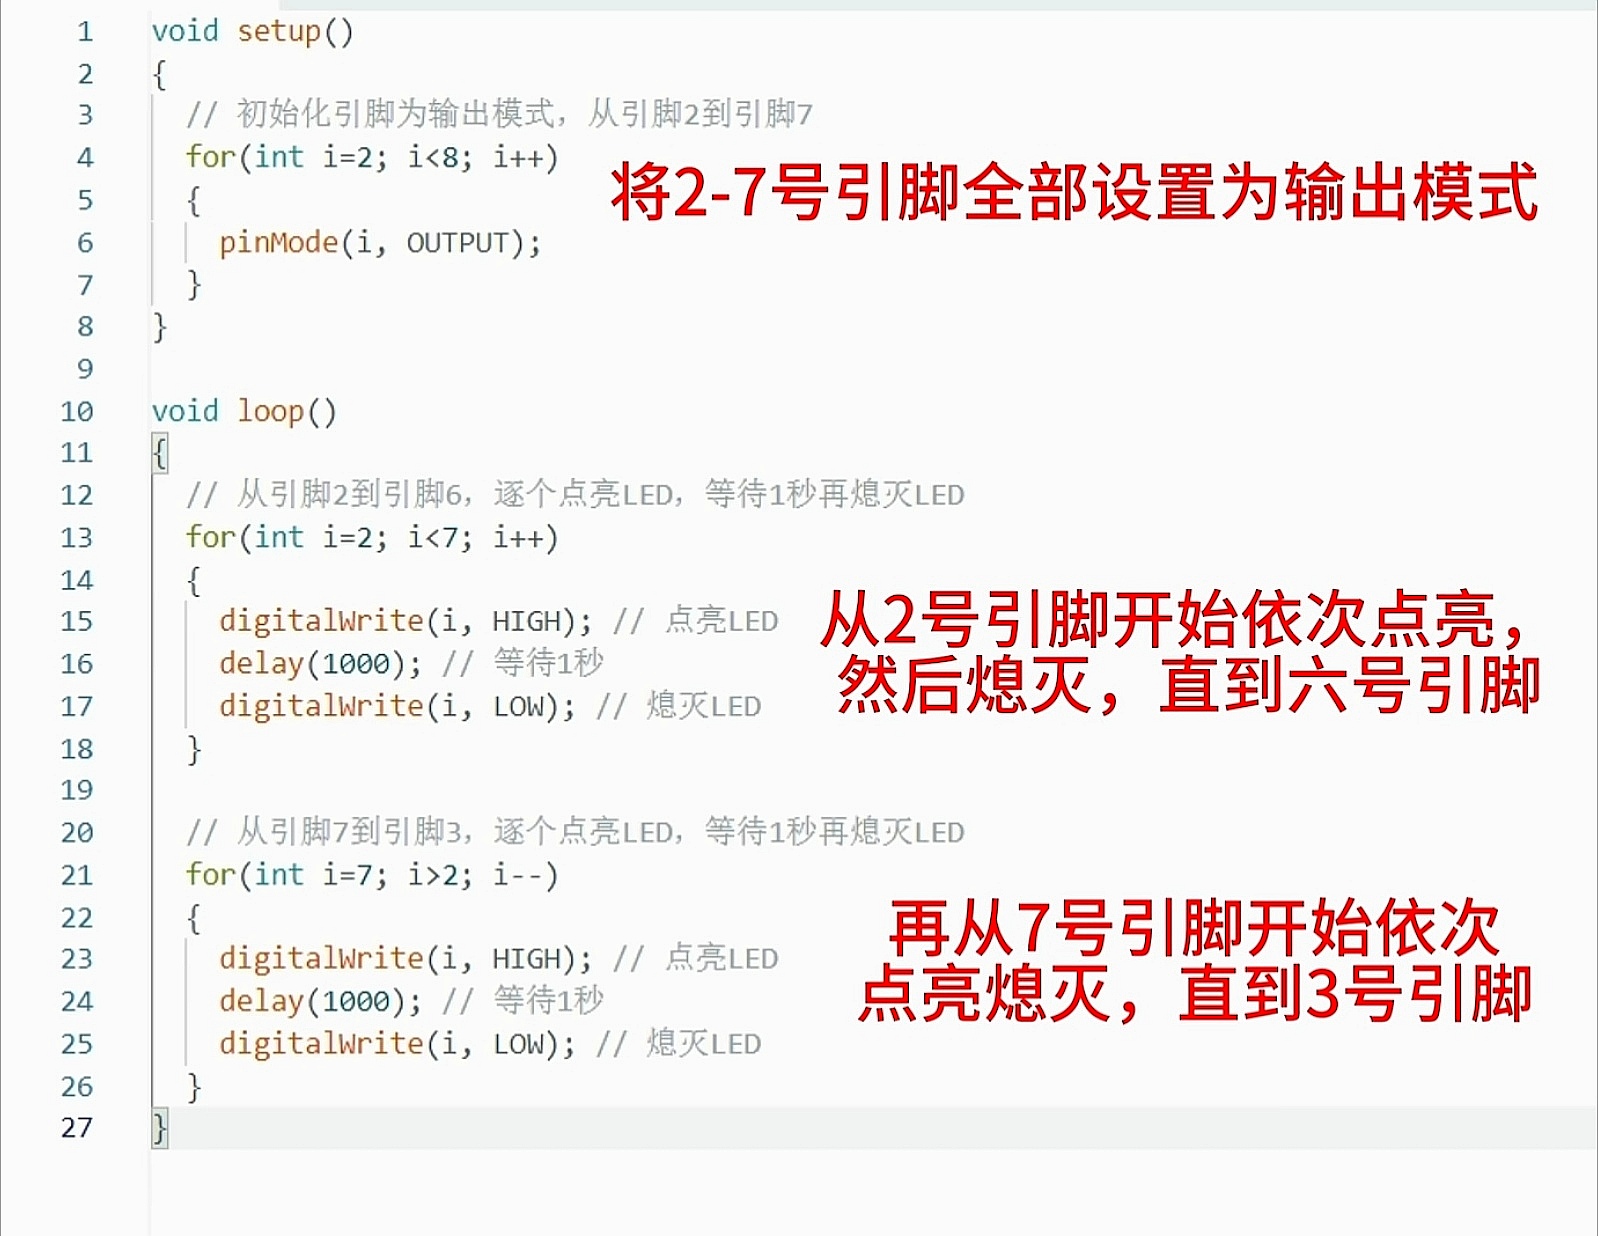 1 void setup()
2 {
3 // 初始化引脚为输出模式，从引脚2到引脚7
4 for(int i=2; i<8; i++)
将2-7号引脚全部设置为输出模式
5 {
6 pinMode(i, OUTPUT);
7 }
8 }
9
10 void loop()
11 {
12 // 从引脚2到引脚6，逐个点亮LED，等待1秒再熄灭LED
13 for(int i=2; i<7; i++)
14 {
15 digitalWrite(i, HIGH); // 点亮LED
16 delay(1000); // 等待1秒
17 digitalWrite(i, LOW); // 熄灭LED
从2号引脚开始依次点亮，
然后熄灭，直到六号引脚
18 }
19
20 // 从引脚7到引脚3，逐个点亮LED，等待1秒再熄灭LED
21 for(int i=7; i>2; i--)
22 {
23 digitalWrite(i, HIGH); // 点亮LED
24 delay(1000); // 等待1秒
25 digitalWrite(i, LOW); // 熄灭LED
再从7号引脚开始依次
点亮熄灭，直到3号引脚
26 }
27 }